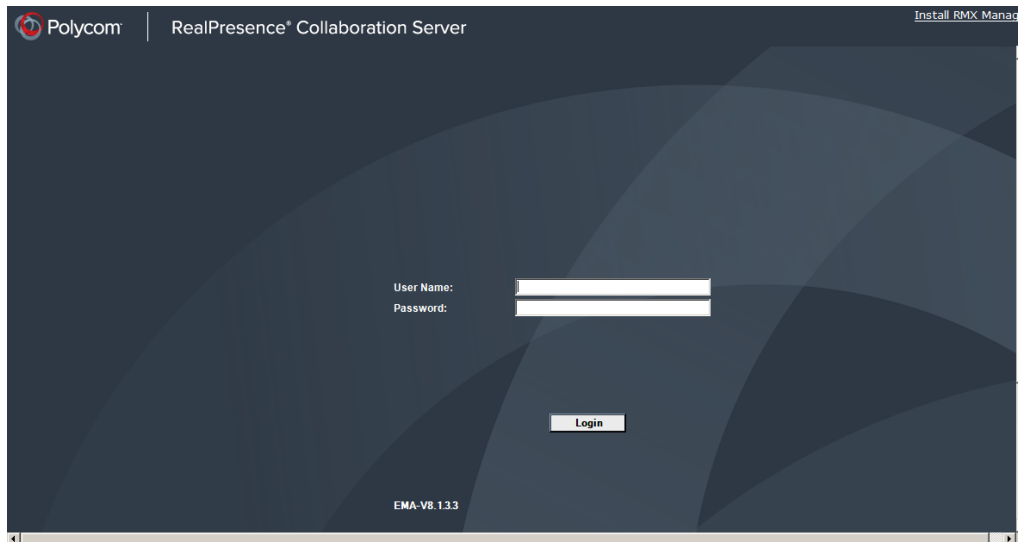 Polycom
RealPresence® Collaboration Server
Install RMX Manag
User Name:
Password:
Login
EMA-V8.1.3.3